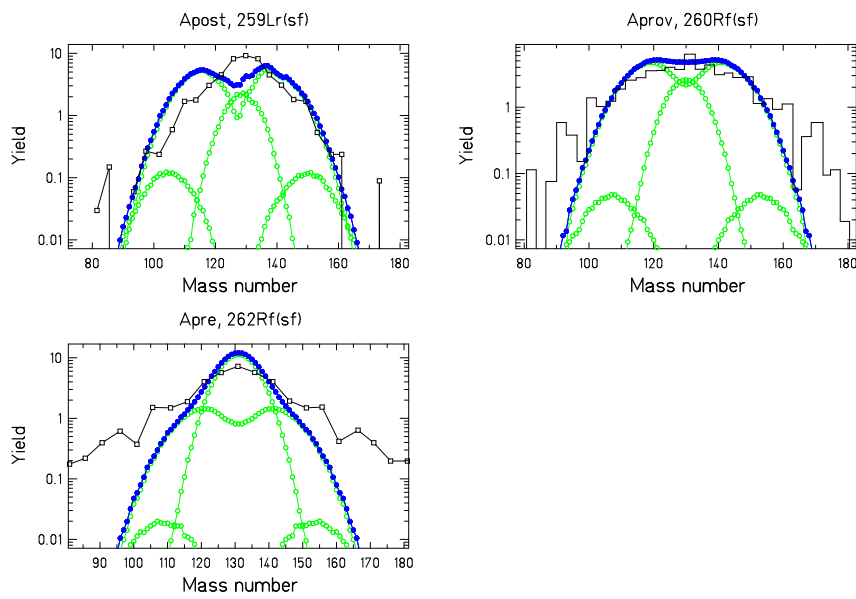 Apost, 259Lr(sf)
Yield
10
1
0.1
0.01
80 100 120 140 160 180
Mass number
Aprov, 260Rf(sf)
Yield
1
0.1
0.01
80 100 120 140 160 180
Mass number
Apre, 262Rf(sf)
Yield
10
1
0.1
0.01
90 100 110 120 130 140 150 160 170 180
Mass number